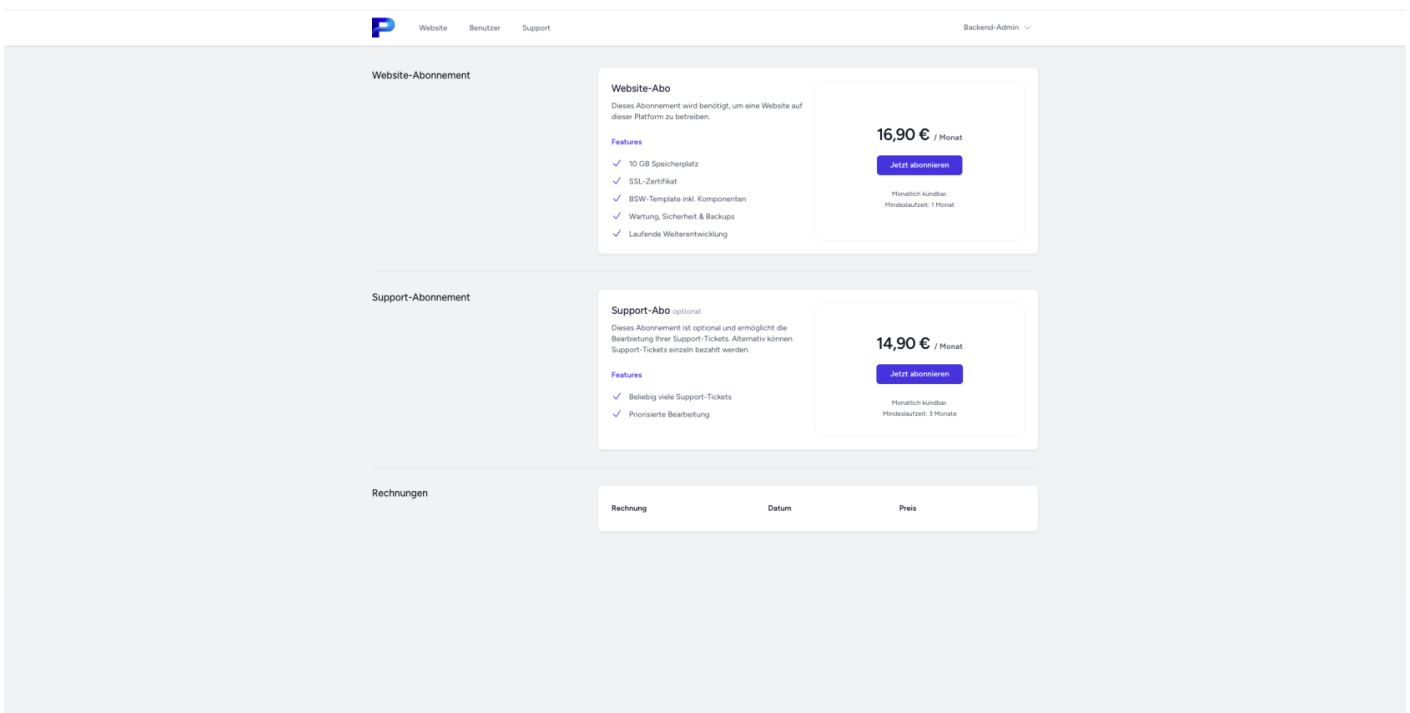 Website
Benutzer
Support
Backend-Admin
Website-Abonnement
Website-Abo
Dieses Abonnement wird benötigt, um eine Website auf
dieser Platform zu betreiben.
Features
10 GB Speicherplatz
SSL-Zertifikat
BSW-Template inkl. Komponenten
Wartung, Sicherheit & Backups
Laufende Weiterentwicklung
16,90 € / Monat
Jetzt abonnieren
Monatlich kündbar.
Mindeslaufzeit: 1 Monat
Support-Abonnement
Support-Abo optional
Dieses Abonnement ist optional und ermöglicht die
Bearbietung Ihrer Support-Tickets. Alternativ können
Support-Tickets einzeln bezahlt werden.
Features
Beliebig viele Support-Tickets
Priorisierte Bearbeitung
14,90 € / Monat
Jetzt abonnieren
Monatlich kündbar.
Mindeslaufzeit: 3 Monate
Rechnungen
Rechnung
Datum
Preis